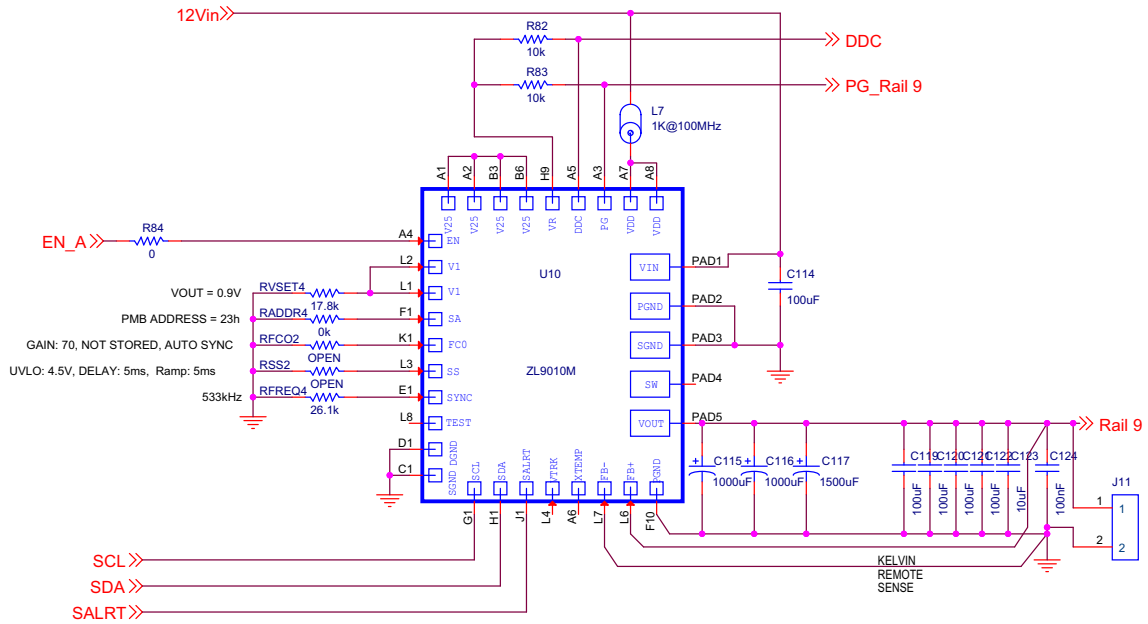 12Vin
R82
10k
DDC
R83
10k
PG_Rail 9
L7
1K@100MHz
A1 A2 B3 B6 H9 A5 A3 A7 A8
V25 V25 V25 V25 VR DDC PG VDD VDD
EN_A
R84
0
A4 EN
L2 V1
U10
VIN PAD1
C114
100uF
VOUT = 0.9V
RVSET4
17.8k
L1 V1
PGND PAD2
PMB ADDRESS = 23h
RADDR4
0k
F1 SA
GAIN: 70, NOT STORED, AUTO SYNC
RFCO2
OPEN
K1 FC0
SGND PAD3
UVLO: 4.5V, DELAY: 5ms, Ramp: 5ms
RSS2
OPEN
L3 SS
ZL9010M
SW PAD4
533kHz
RFREQ4
26.1k
E1 SYNC
L8 TEST
VOUT PAD5
Rail 9
D1 DGND
C1 SGND
SCL SDA SALRT VTRK XTEMP FB- FB+ PGND
G1 H1 J1 L4 A6 L7 L6 F10
C115
1000uF
C116
1000uF
C117
1500uF
C119
100uF
C120
100uF
C121
100uF
C122
100uF
C123
10uF
C124
100nF
J11
1 1
2 2
KELVIN
REMOTE
SENSE
SCL
SDA
SALRT